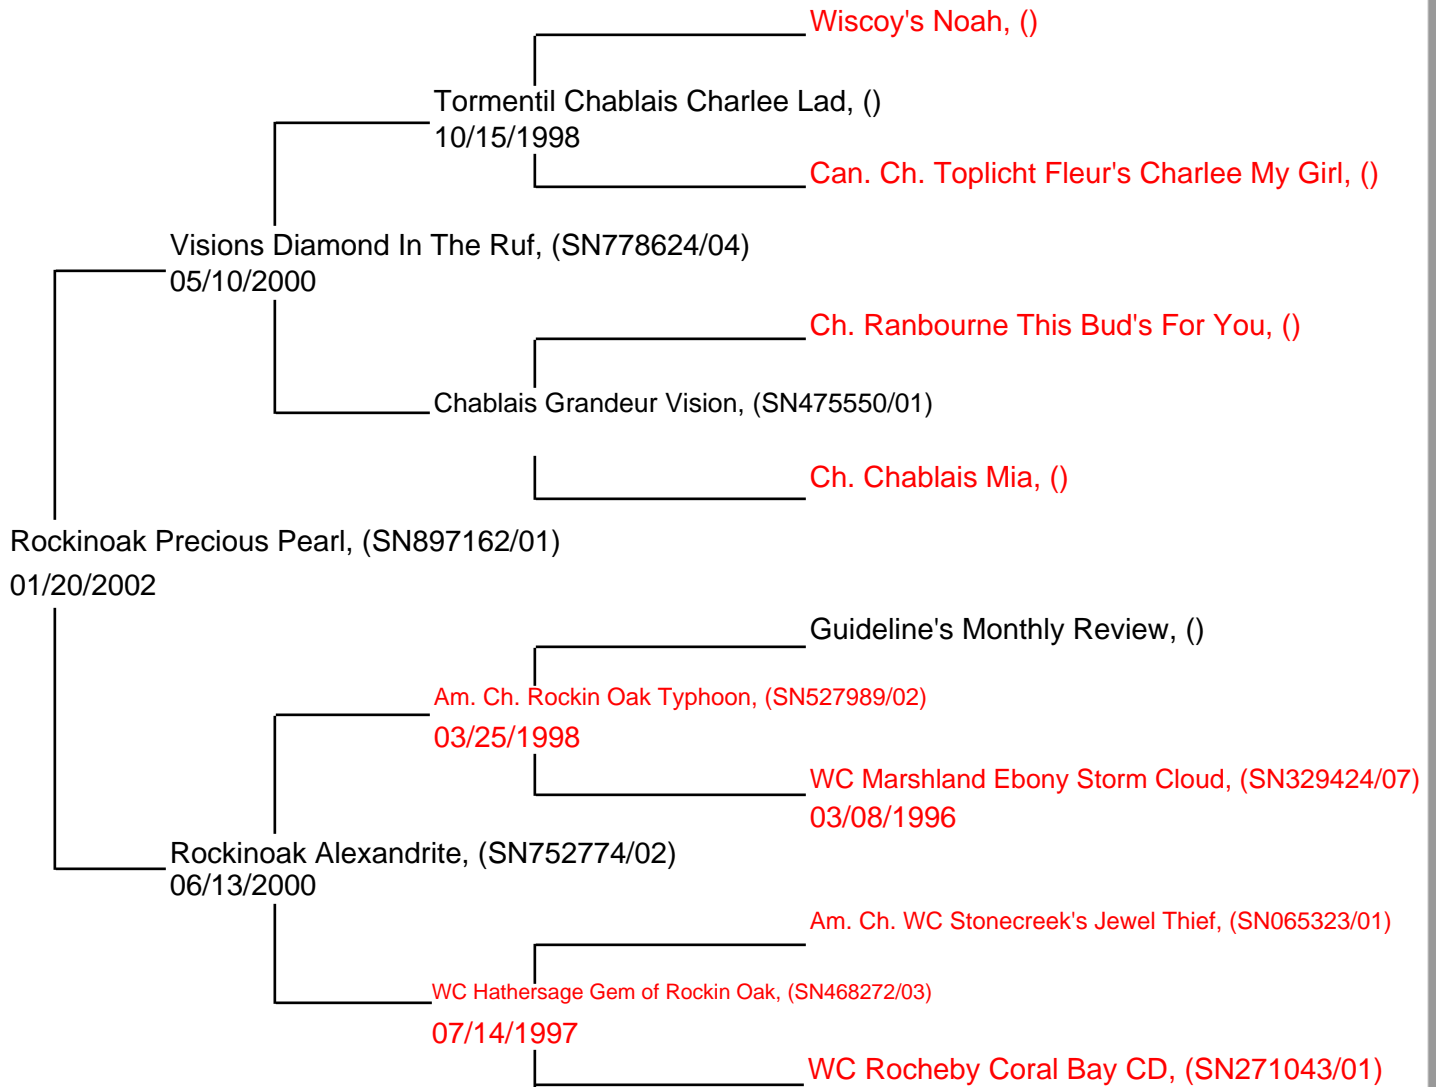 Wiscoy's Noah, ()
Tormentil Chablais Charlee Lad, ()
10/15/1998
Can. Ch. Toplicht Fleur's Charlee My Girl, ()
Visions Diamond In The Ruf, (SN778624/04)
05/10/2000
Ch. Ranbourne This Bud's For You, ()
Chablais Grandeur Vision, (SN475550/01)
Ch. Chablais Mia, ()
Rockinoak Precious Pearl, (SN897162/01)
01/20/2002
Guideline's Monthly Review, ()
Am. Ch. Rockin Oak Typhoon, (SN527989/02)
03/25/1998
WC Marshland Ebony Storm Cloud, (SN329424/07)
03/08/1996
Rockinoak Alexandrite, (SN752774/02)
06/13/2000
Am. Ch. WC Stonecreek's Jewel Thief, (SN065323/01)
WC Hathersage Gem of Rockin Oak, (SN468272/03)
07/14/1997
WC Rocheby Coral Bay CD, (SN271043/01)